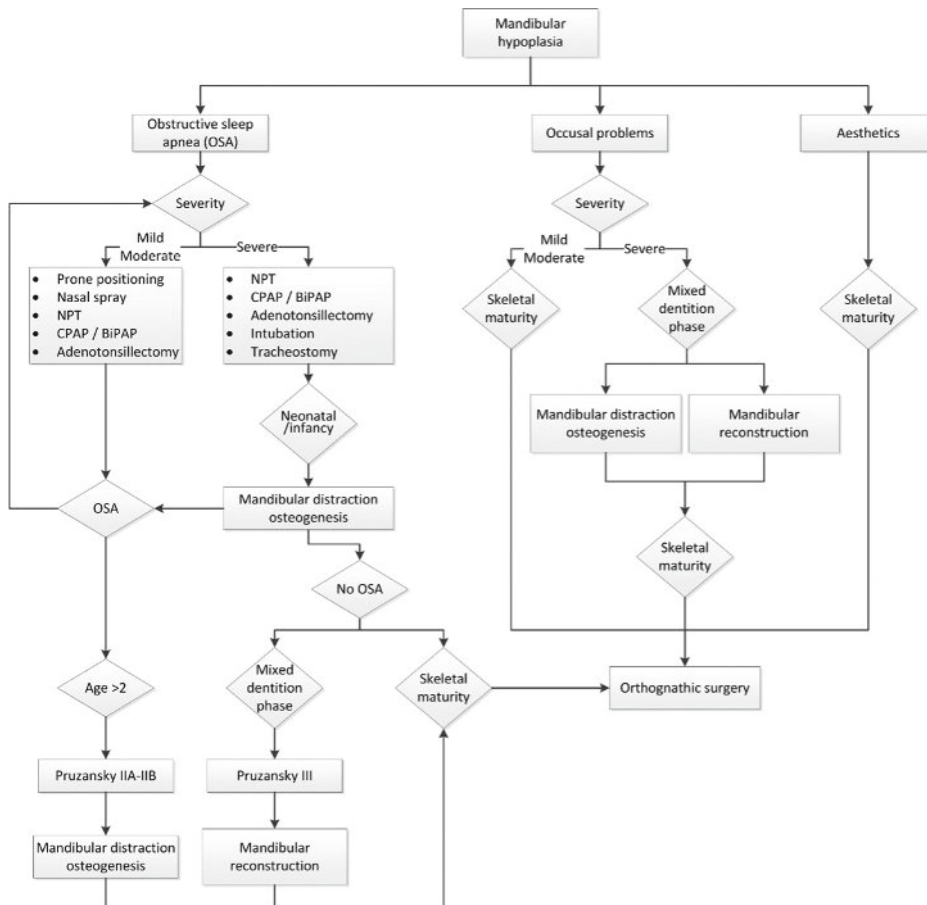 Mandibular
hypoplasia
Obstructive sleep
apnea (OSA)
Occusal problems
Aesthetics
Severity
Severity
Mild
Moderate
Severe
Mild
Moderate
Severe
• Prone positioning
• Nasal spray
• NPT
• CPAP / BiPAP
• Adenotonsillectomy
• NPT
• CPAP / BiPAP
• Adenotonsillectomy
• Intubation
• Tracheostomy
Skeletal
maturity
Mixed
dentition
phase
Skeletal
maturity
Neonatal
/infancy
Mandibular distraction
osteogenesis
Mandibular
reconstruction
OSA
Mandibular distraction
osteogenesis
Skeletal
maturity
No OSA
Age >2
Mixed
dentition
phase
Skeletal
maturity
Orthognathic surgery
Pruzansky IIA-IIB
Pruzansky III
Mandibular distraction
osteogenesis
Mandibular
reconstruction